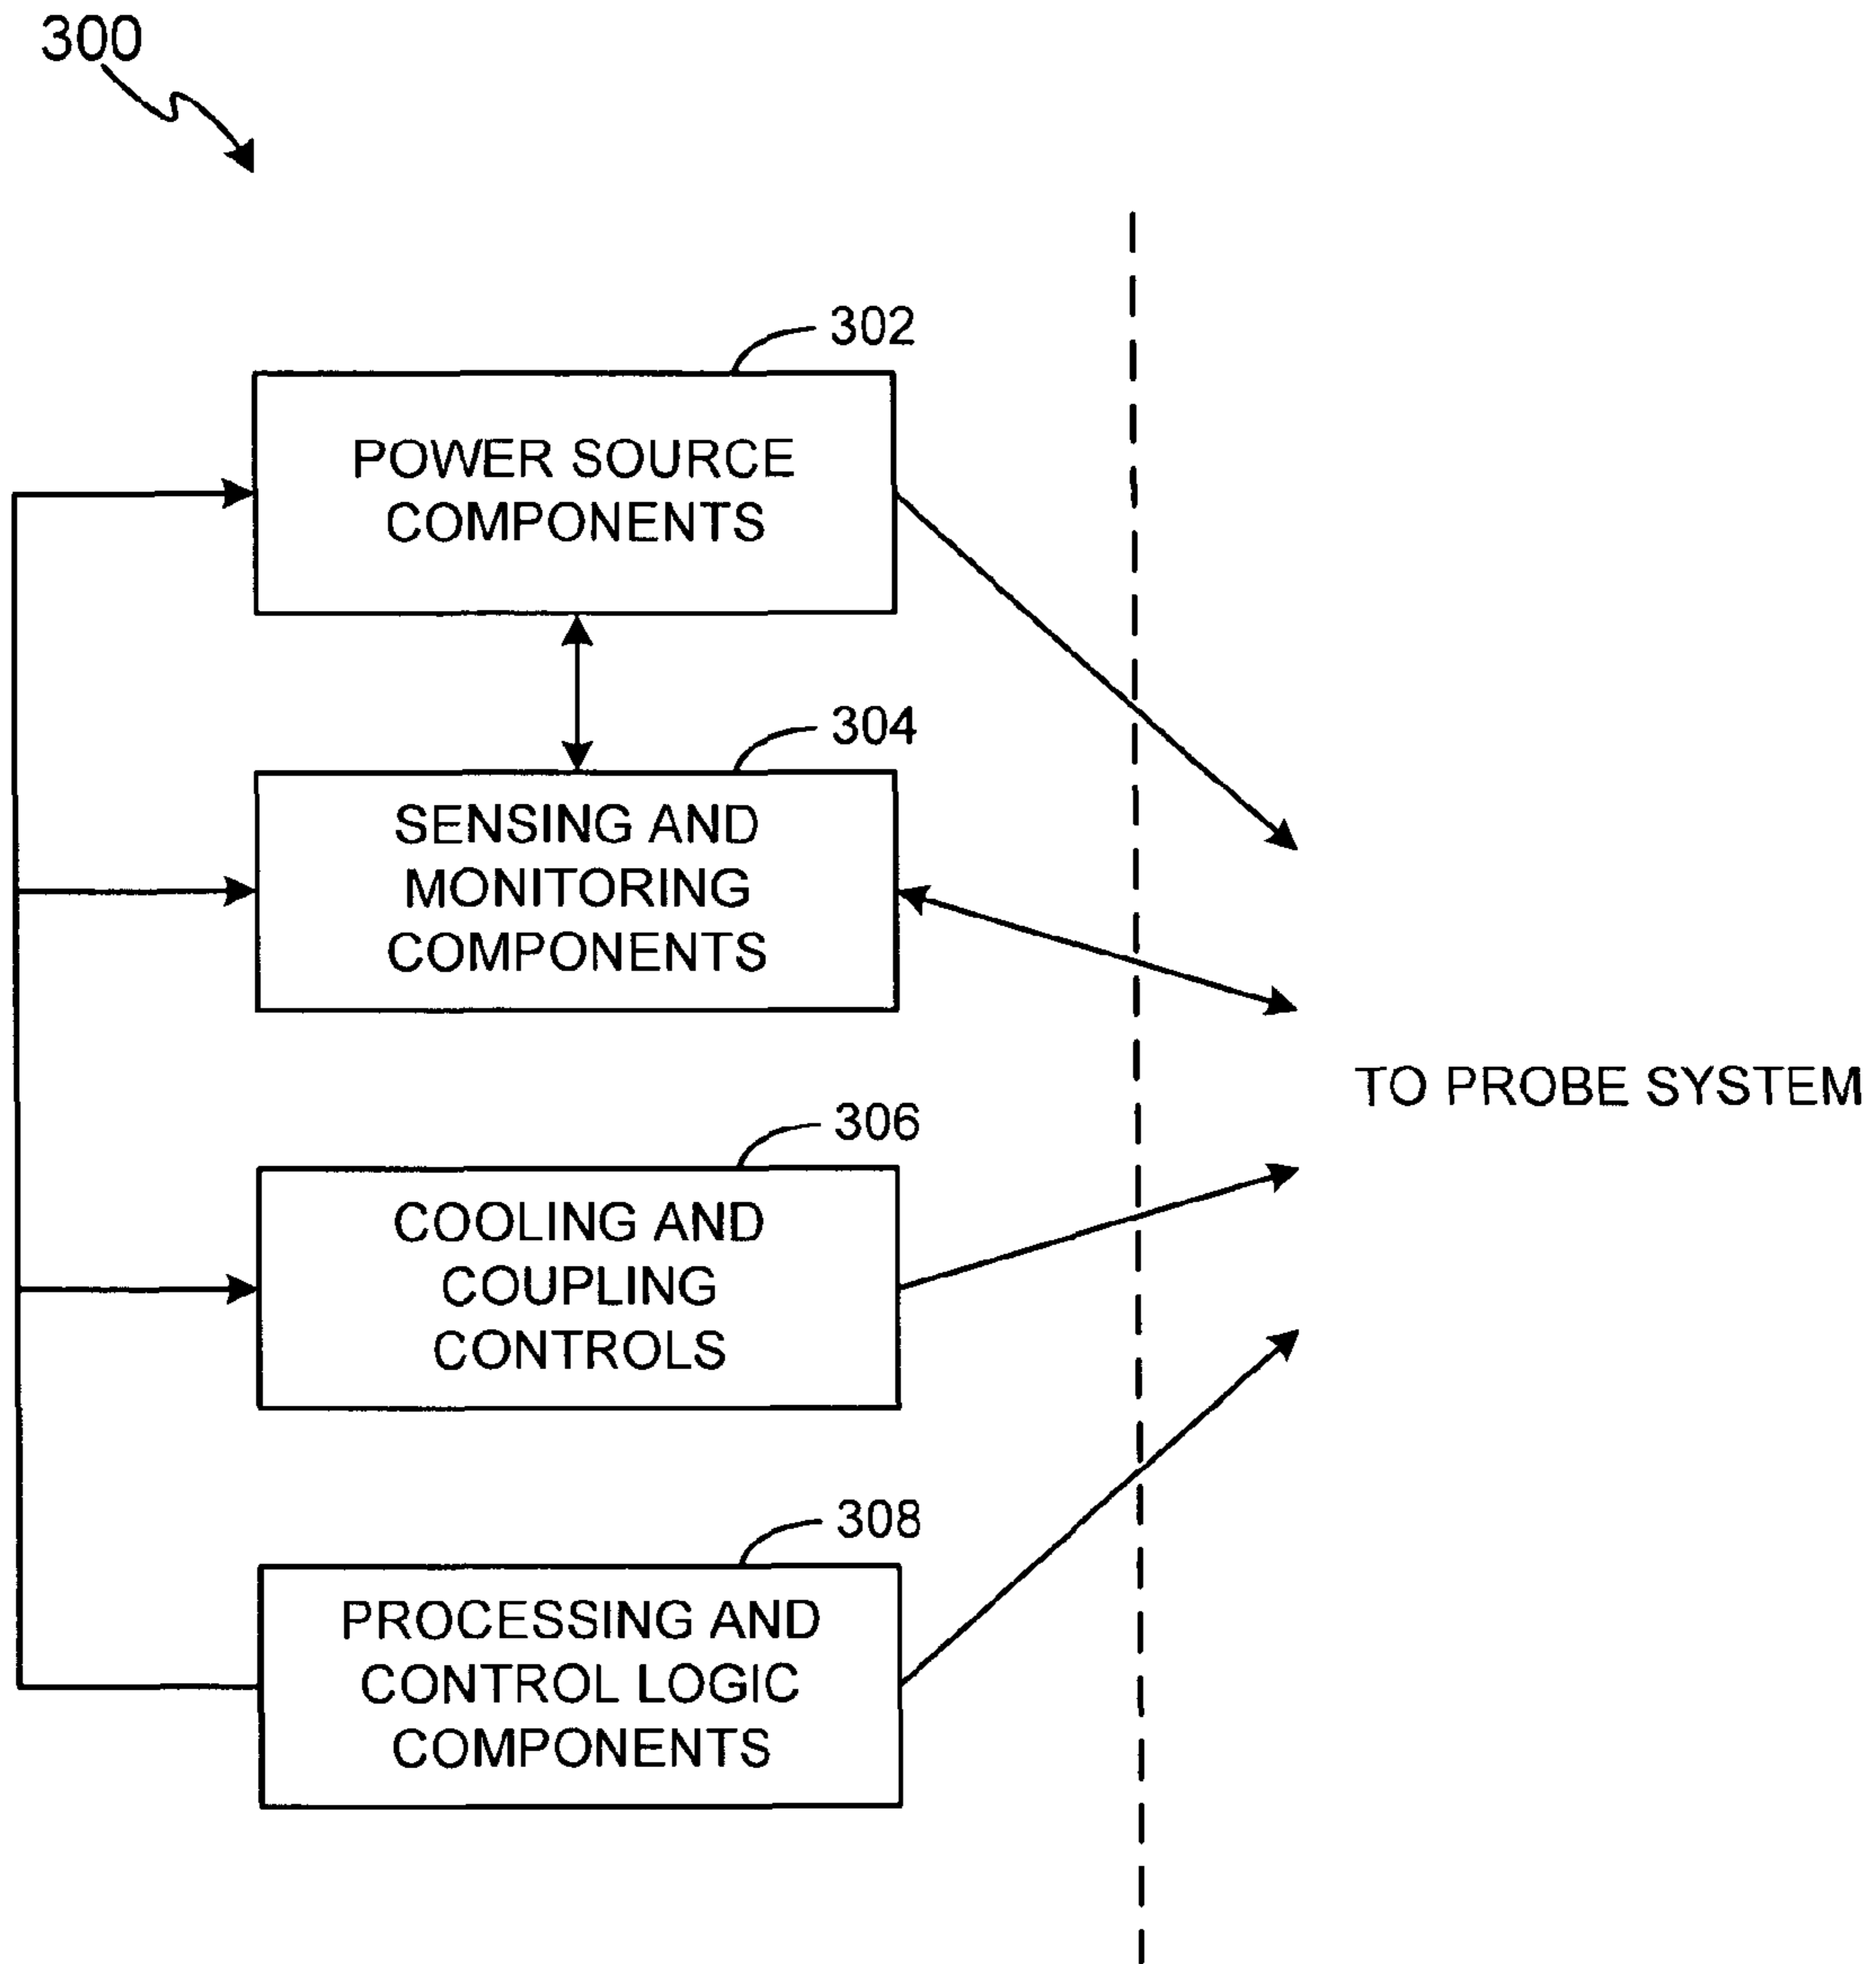 300
302
POWER SOURCE
COMPONENTS
304
SENSING AND
MONITORING
COMPONENTS
TO PROBE SYSTEM
306
COOLING AND
COUPLING
CONTROLS
308
PROCESSING AND
CONTROL LOGIC
COMPONENTS